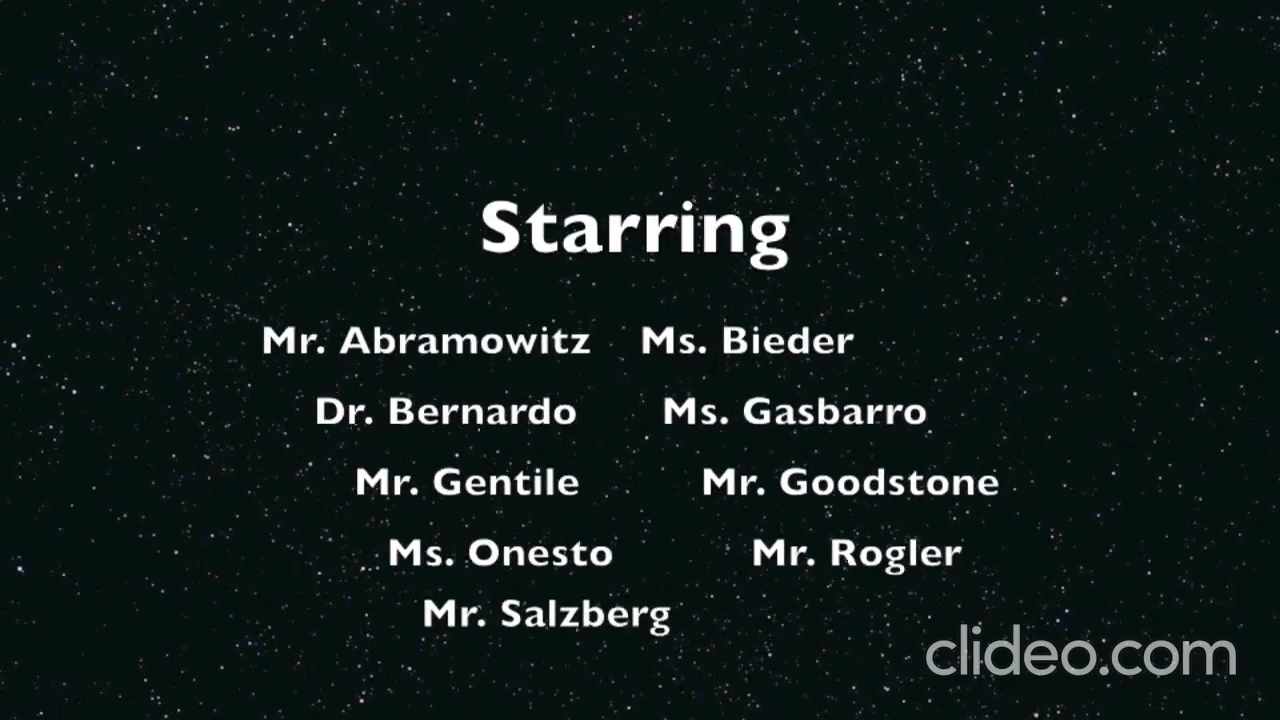 Starring
Mr. Abramowitz Ms. Bieder
Dr. Bernardo Ms. Gasbarro
Mr. Gentile Mr. Goodstone
Ms. Onesto Mr. Rogler
Mr. Salzberg
clideo.com